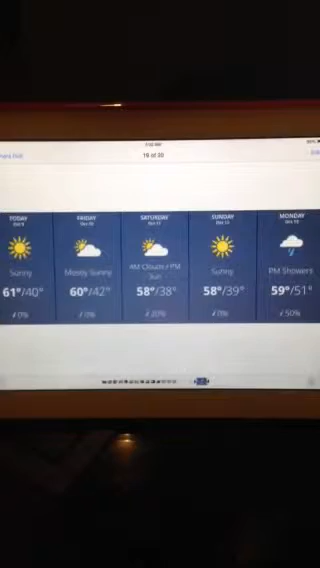 19 of 20
TODAY
FRIDAY
SATURDAY
SUNDAY
MONDAY
Sunny
Mostly Sunny
AM Clouds / PM
Sun
Sunny
PM Showers
61°/40°
60°/42°
58°/38°
58°/39°
59°/51°
0%
0%
20%
0%
50%